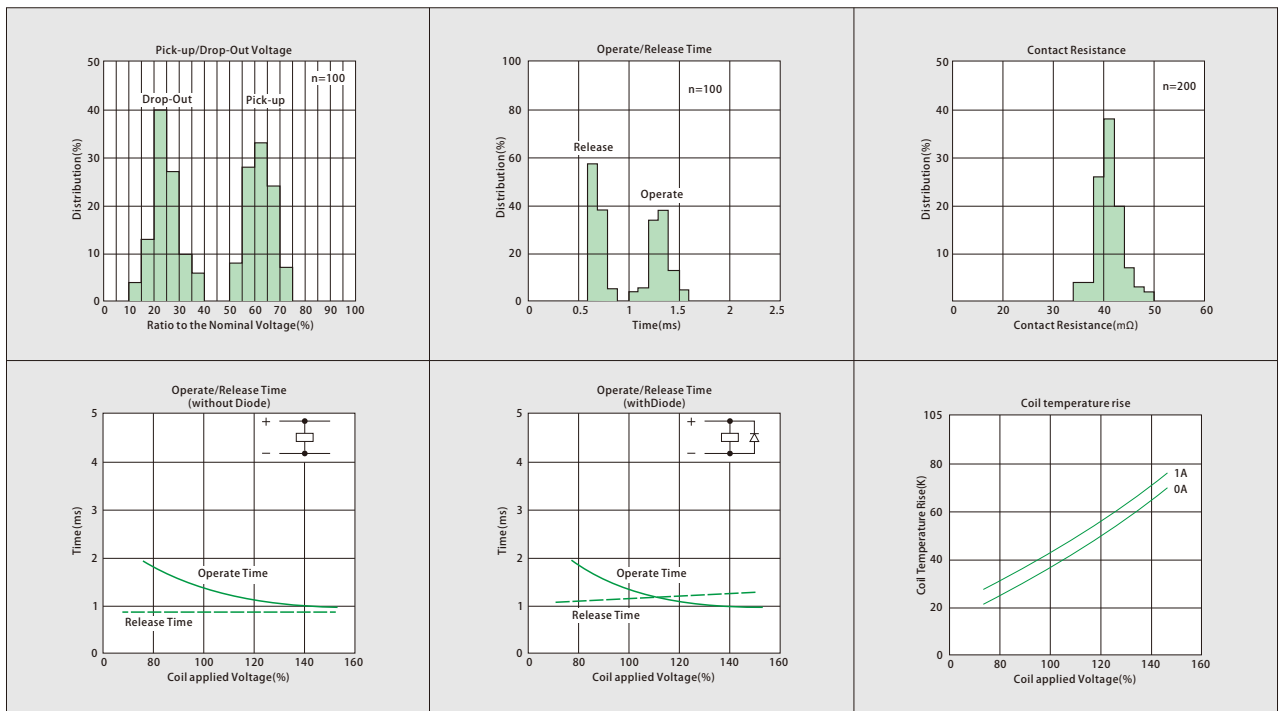 Pick-up/Drop-Out Voltage
50
n=100
Drop-Out
Pick-up
40
30
20
10
0
Distribution(%)
0 10 20 30 40 50 60 70 80 90 100
Ratio to the Nominal Voltage(%)
Operate/Release Time
100
n=100
80
Release
60
Operate
40
20
0
Distribution(%)
0 0.5 1 1.5 2 2.5
Time(ms)
Contact Resistance
50
n=200
40
30
20
10
Distribution(%)
0 10 20 30 40 50 60
Contact Resistance(mΩ)
Operate/Release Time
(without Diode)
5
+
−
4
3
2
Operate Time
1
Release Time
0
Time(ms)
0 80 100 120 140 160
Coil applied Voltage(%)
Operate/Release Time
(withDiode)
5
+
−
4
3
2
Operate Time
1
Release Time
0
Time(ms)
0 80 100 120 140 160
Coil applied Voltage(%)
Coil temperature rise
105
80
1A
0A
60
40
20
0
Coil Temperature Rise(K)
0 80 100 120 140 160
Coil applied Voltage(%)